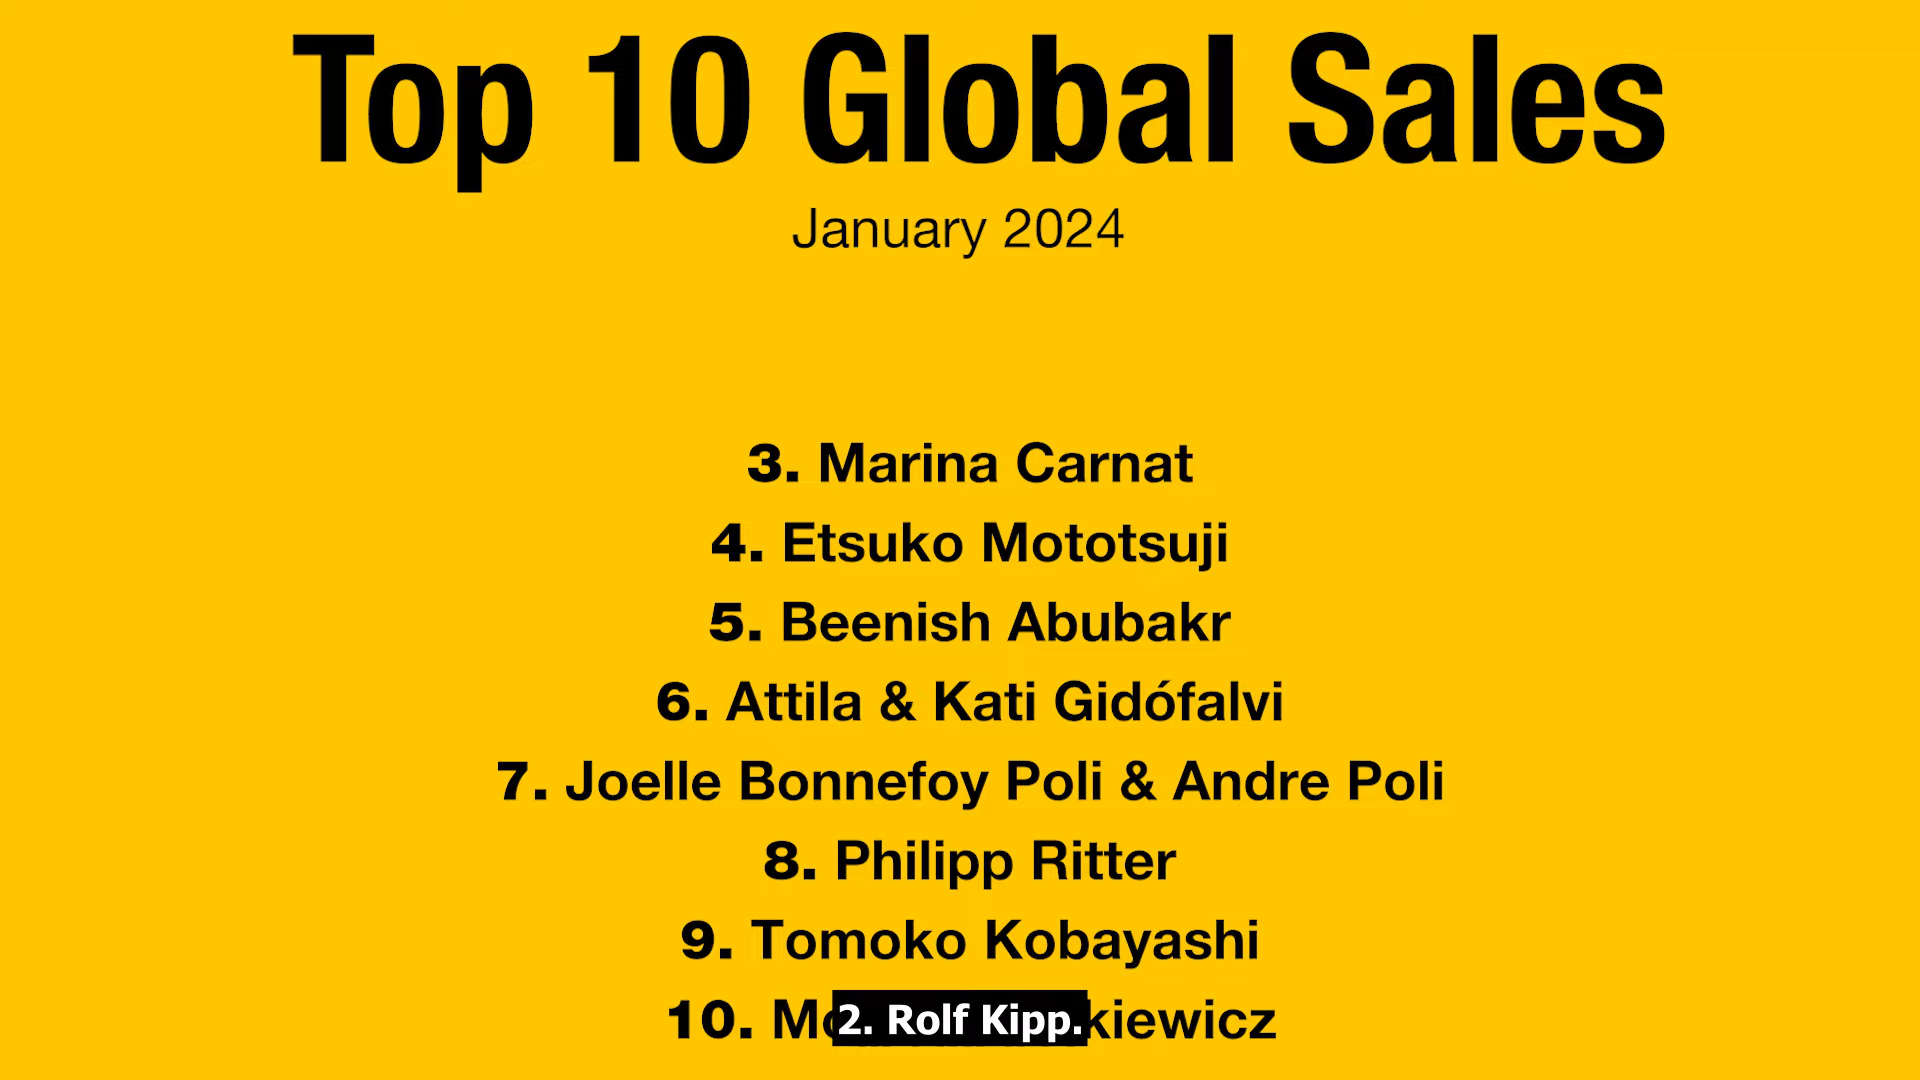 Top 10 Global Sales
January 2024
3. Marina Carnat
4. Etsuko Mototsuji
5. Beenish Abubakr
6. Attila & Kati Gidófalvi
7. Joelle Bonnefoy Poli & Andre Poli
8. Philipp Ritter
9. Tomoko Kobayashi
10.
2. Rolf Kipp.